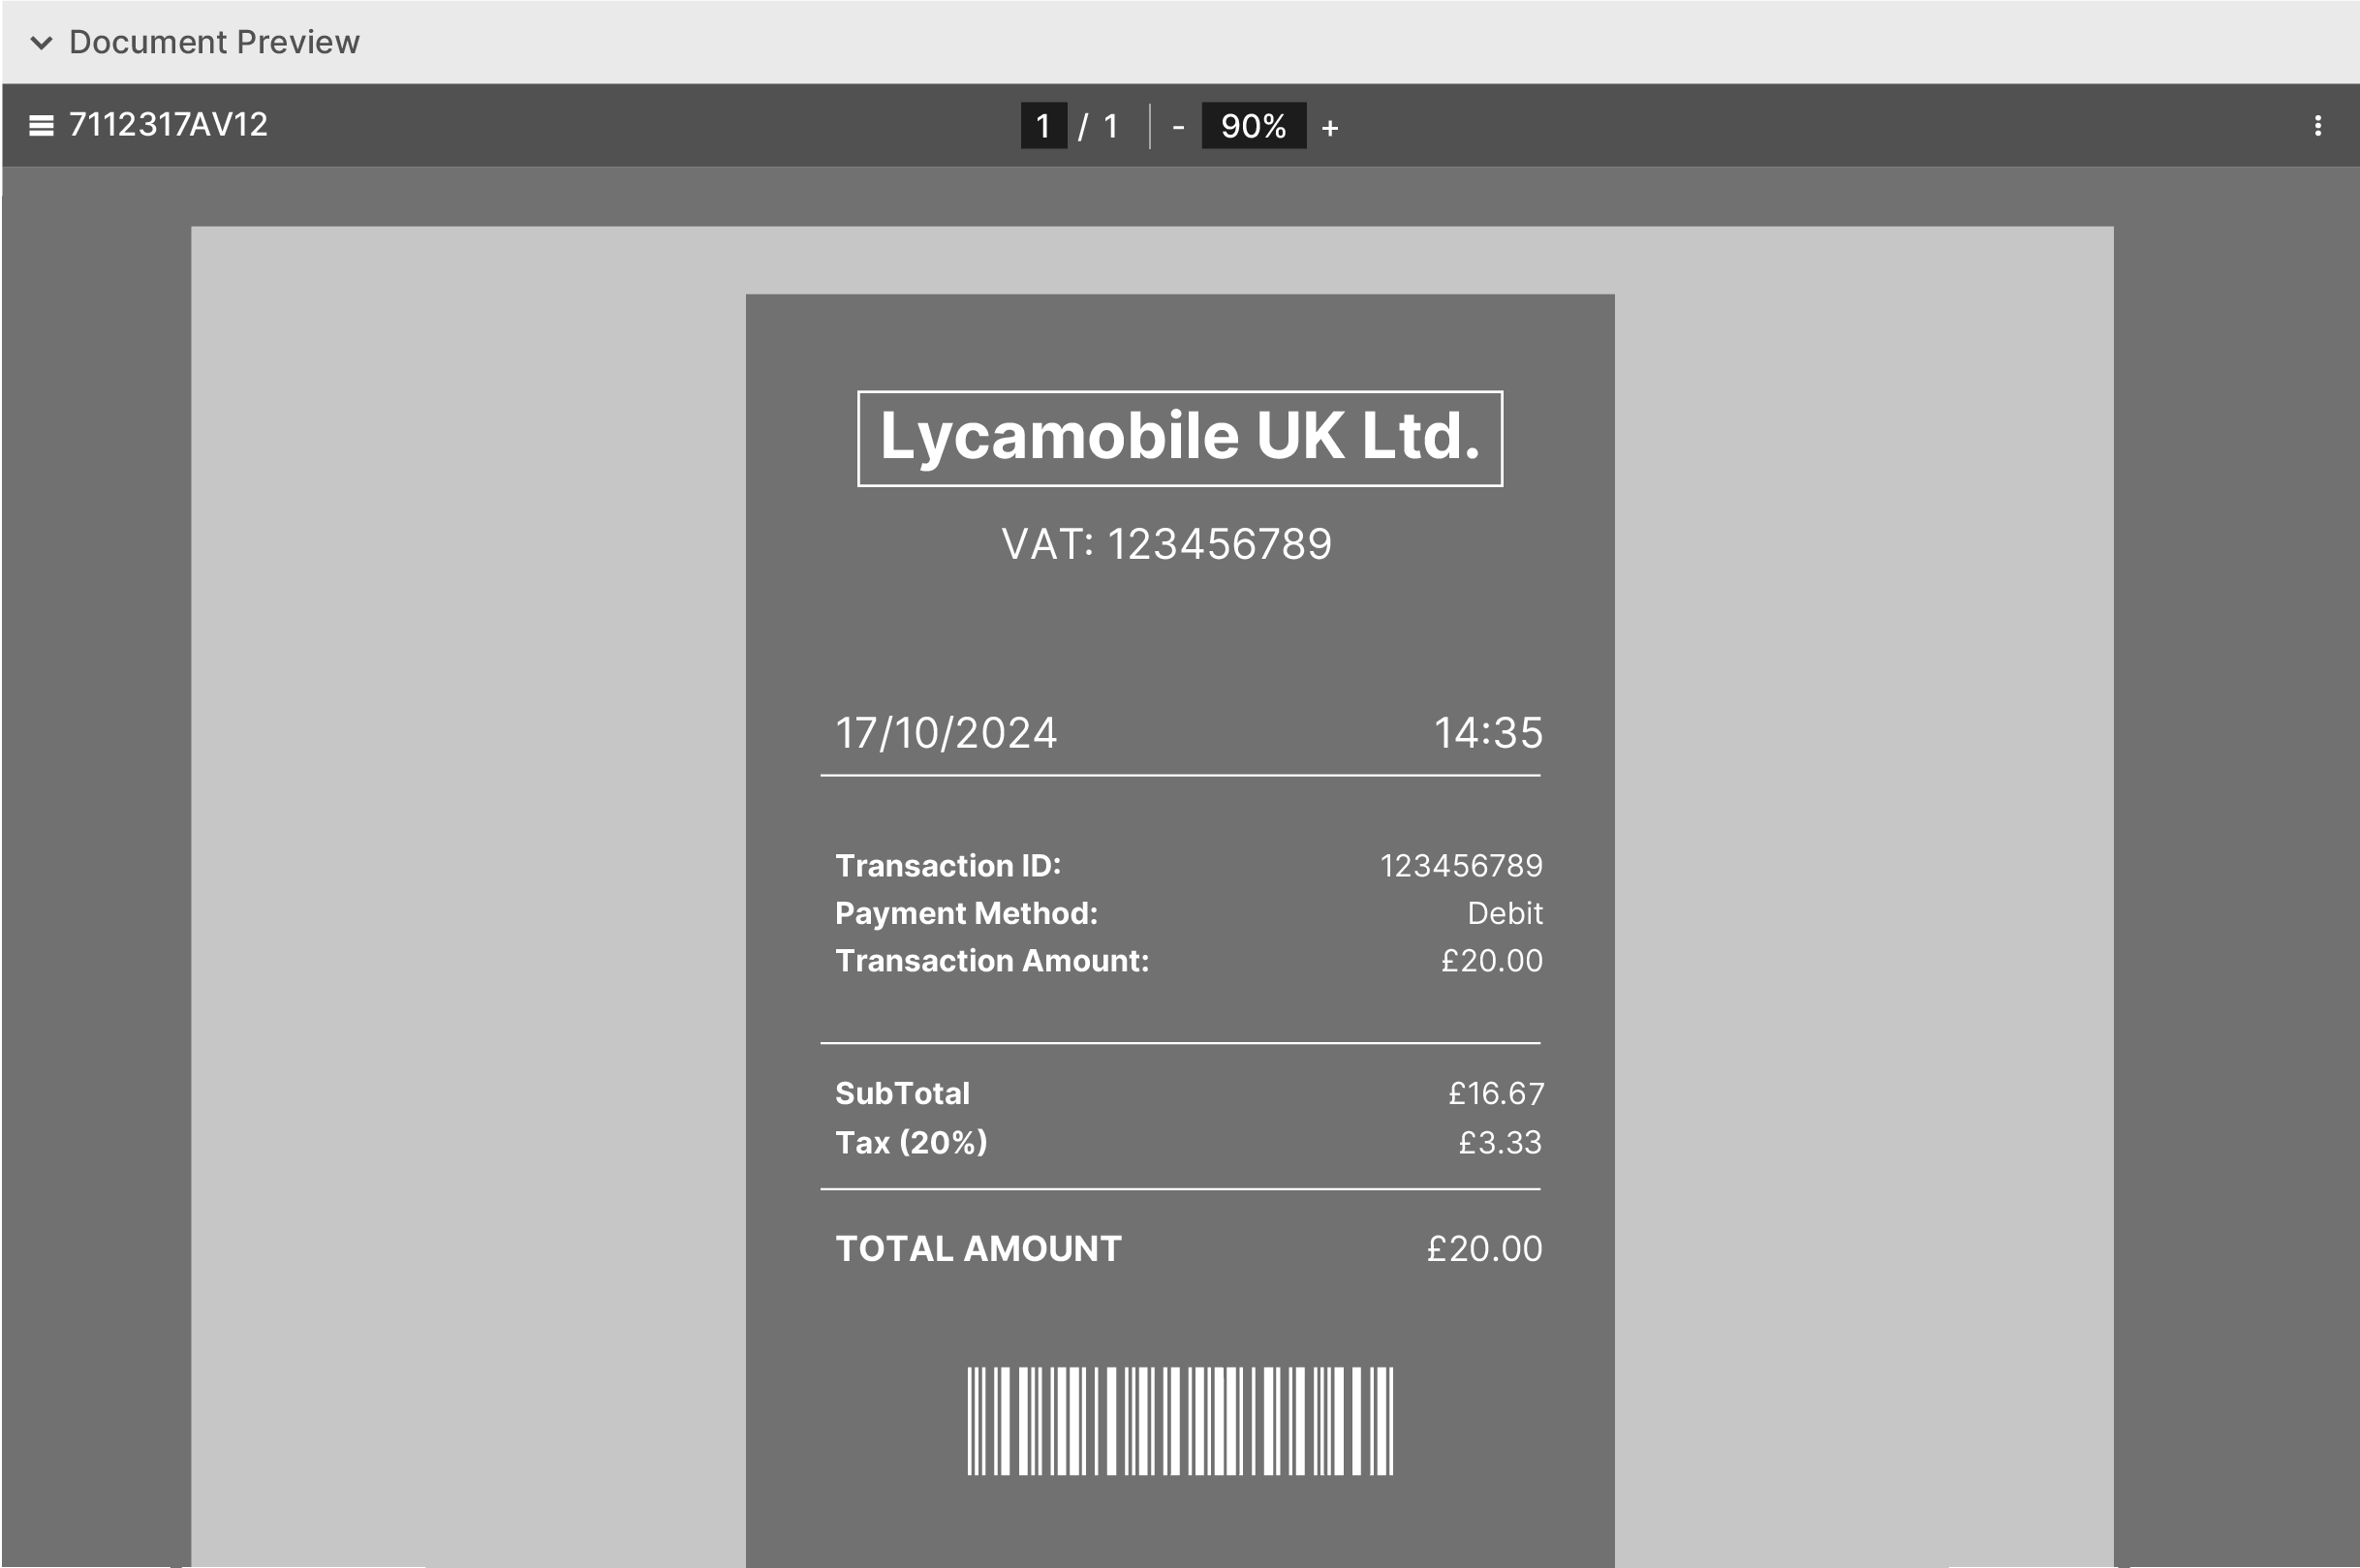 Document Preview
7112317AV12 1 / 1 - 90% +
Lycamobile UK Ltd.
VAT: 123456789
17/10/2024 14:35
Transaction ID: 123456789
Payment Method: Debit
Transaction Amount: £20.00
SubTotal £16.67
Tax (20%) £3.33
TOTAL AMOUNT £20.00